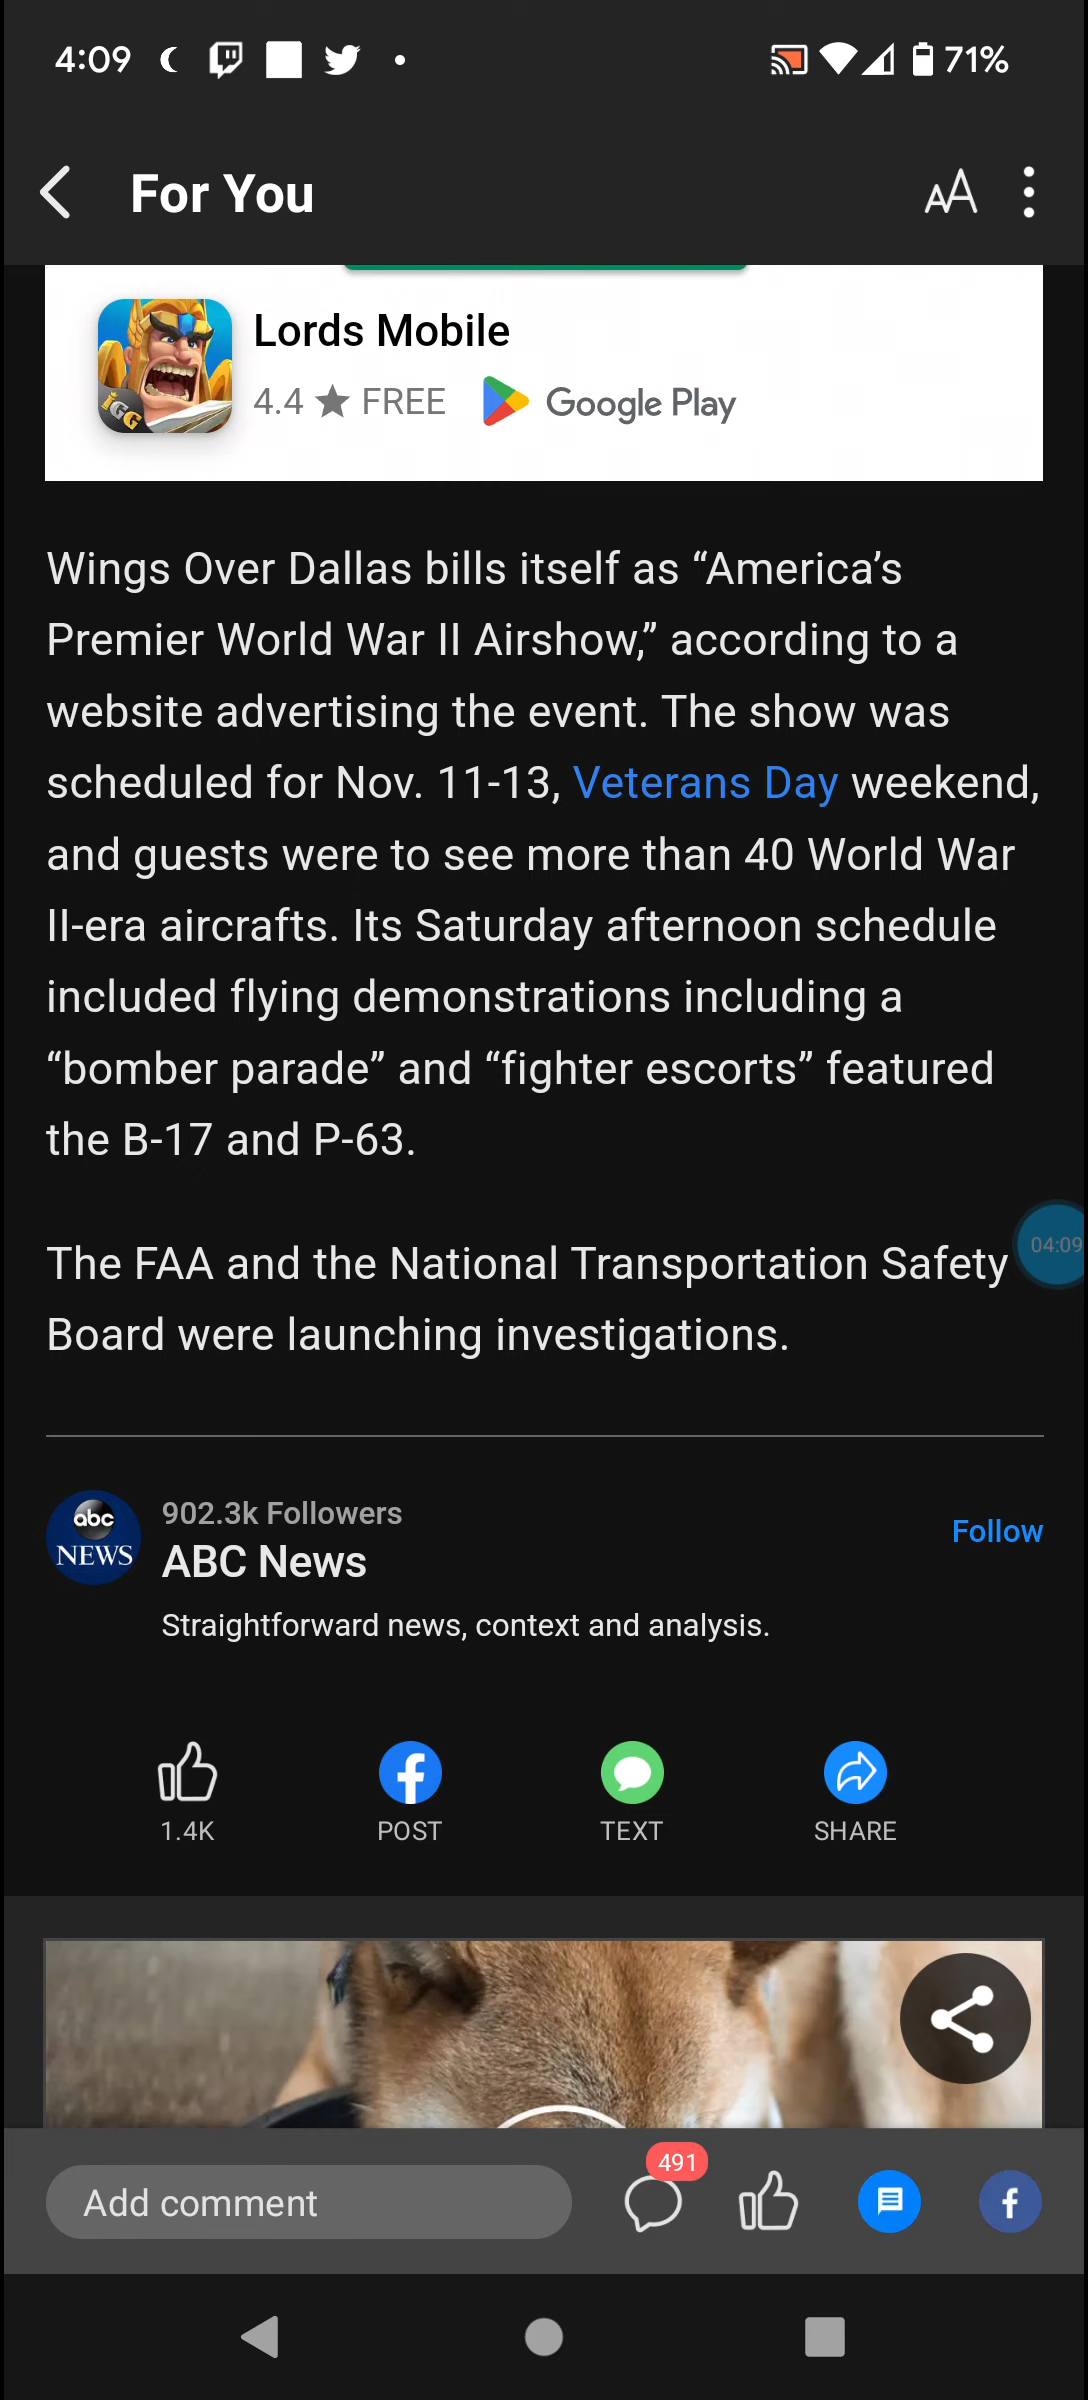 4:09
71%
For You
Lords Mobile
4.4 ★ FREE Google Play
IGG
Wings Over Dallas bills itself as “America’s
Premier World War II Airshow,” according to a
website advertising the event. The show was
scheduled for Nov. 11-13, Veterans Day weekend,
and guests were to see more than 40 World War
II-era aircrafts. Its Saturday afternoon schedule
included flying demonstrations including a
“bomber parade” and “fighter escorts” featured
the B-17 and P-63.
04:09
The FAA and the National Transportation Safety
Board were launching investigations.
abc
NEWS
902.3k Followers
ABC News
Follow
Straightforward news, context and analysis.
1.4K POST TEXT SHARE
491
Add comment